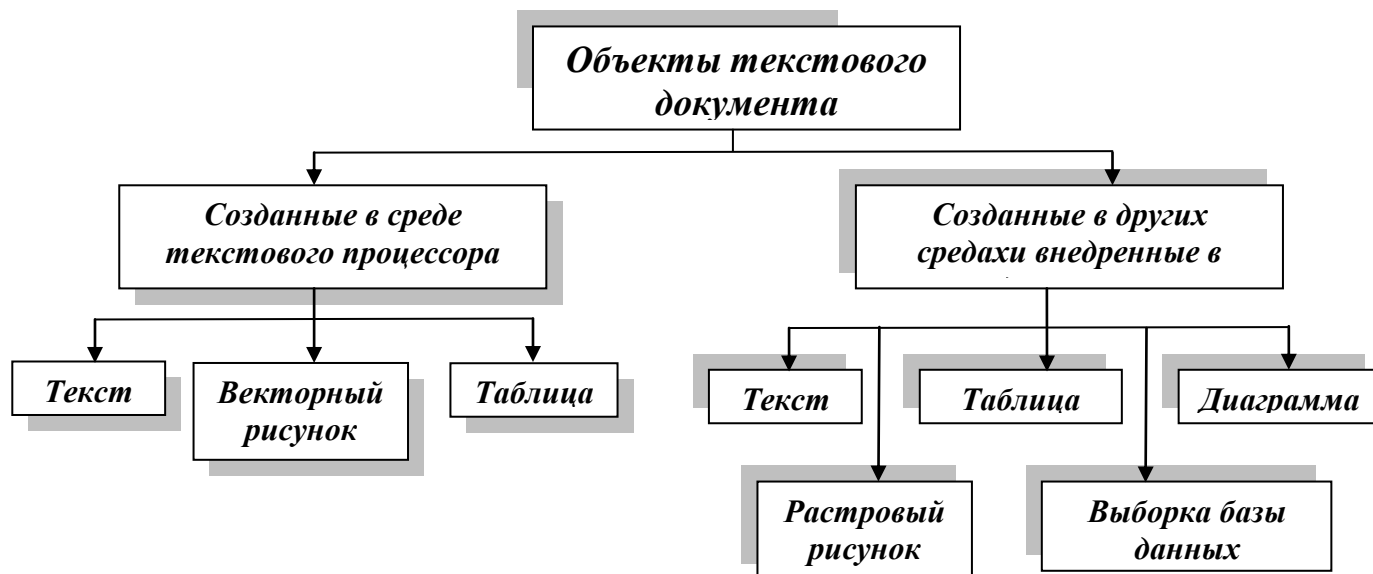 Объекты текстового
документа
Созданные в среде
текстового процессора
Созданные в других
средахи внедренные в
Текст
Векторный
рисунок
Таблица
Текст
Таблица
Диаграмма
Растровый
рисунок
Выборка базы
данных